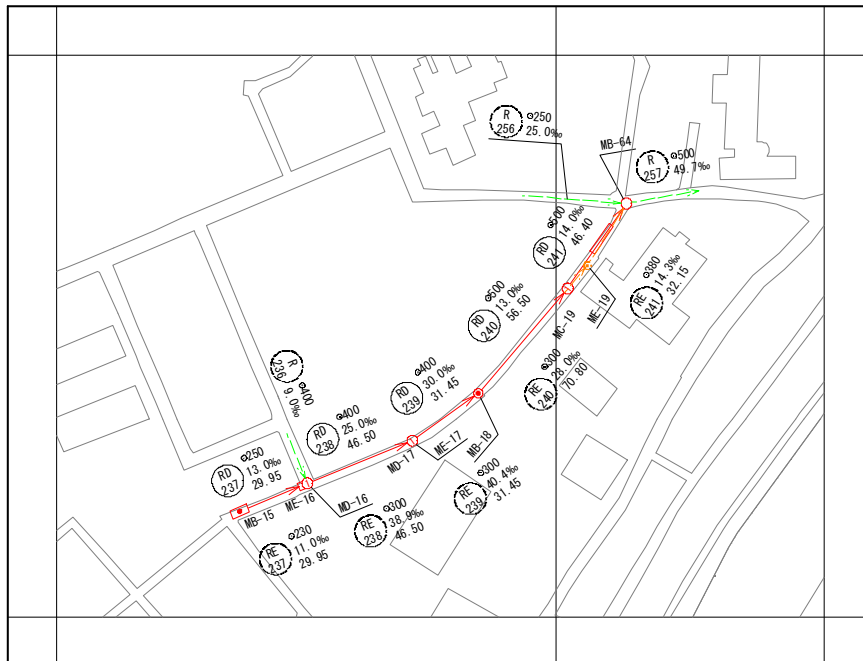 R
256
⌀250
25.0‰
MB-64
R
257
⌀500
49.7‰
RD
241
⌀500
14.0‰
46.40
RE
241
⌀380
14.3‰
32.15
ME-19
MC-19
RD
240
⌀500
13.0‰
56.50
RE
240
⌀300
28.0‰
70.80
R
236
⌀400
9.0‰
RD
239
⌀400
30.0‰
31.45
RD
238
⌀400
25.0‰
46.50
MD-17
ME-17
MB-18
RD
237
⌀250
13.0‰
29.95
MB-15
ME-16
MD-16
RE
239
⌀300
40.4‰
31.45
RE
238
⌀300
38.9‰
46.50
RE
237
⌀230
11.0‰
29.95